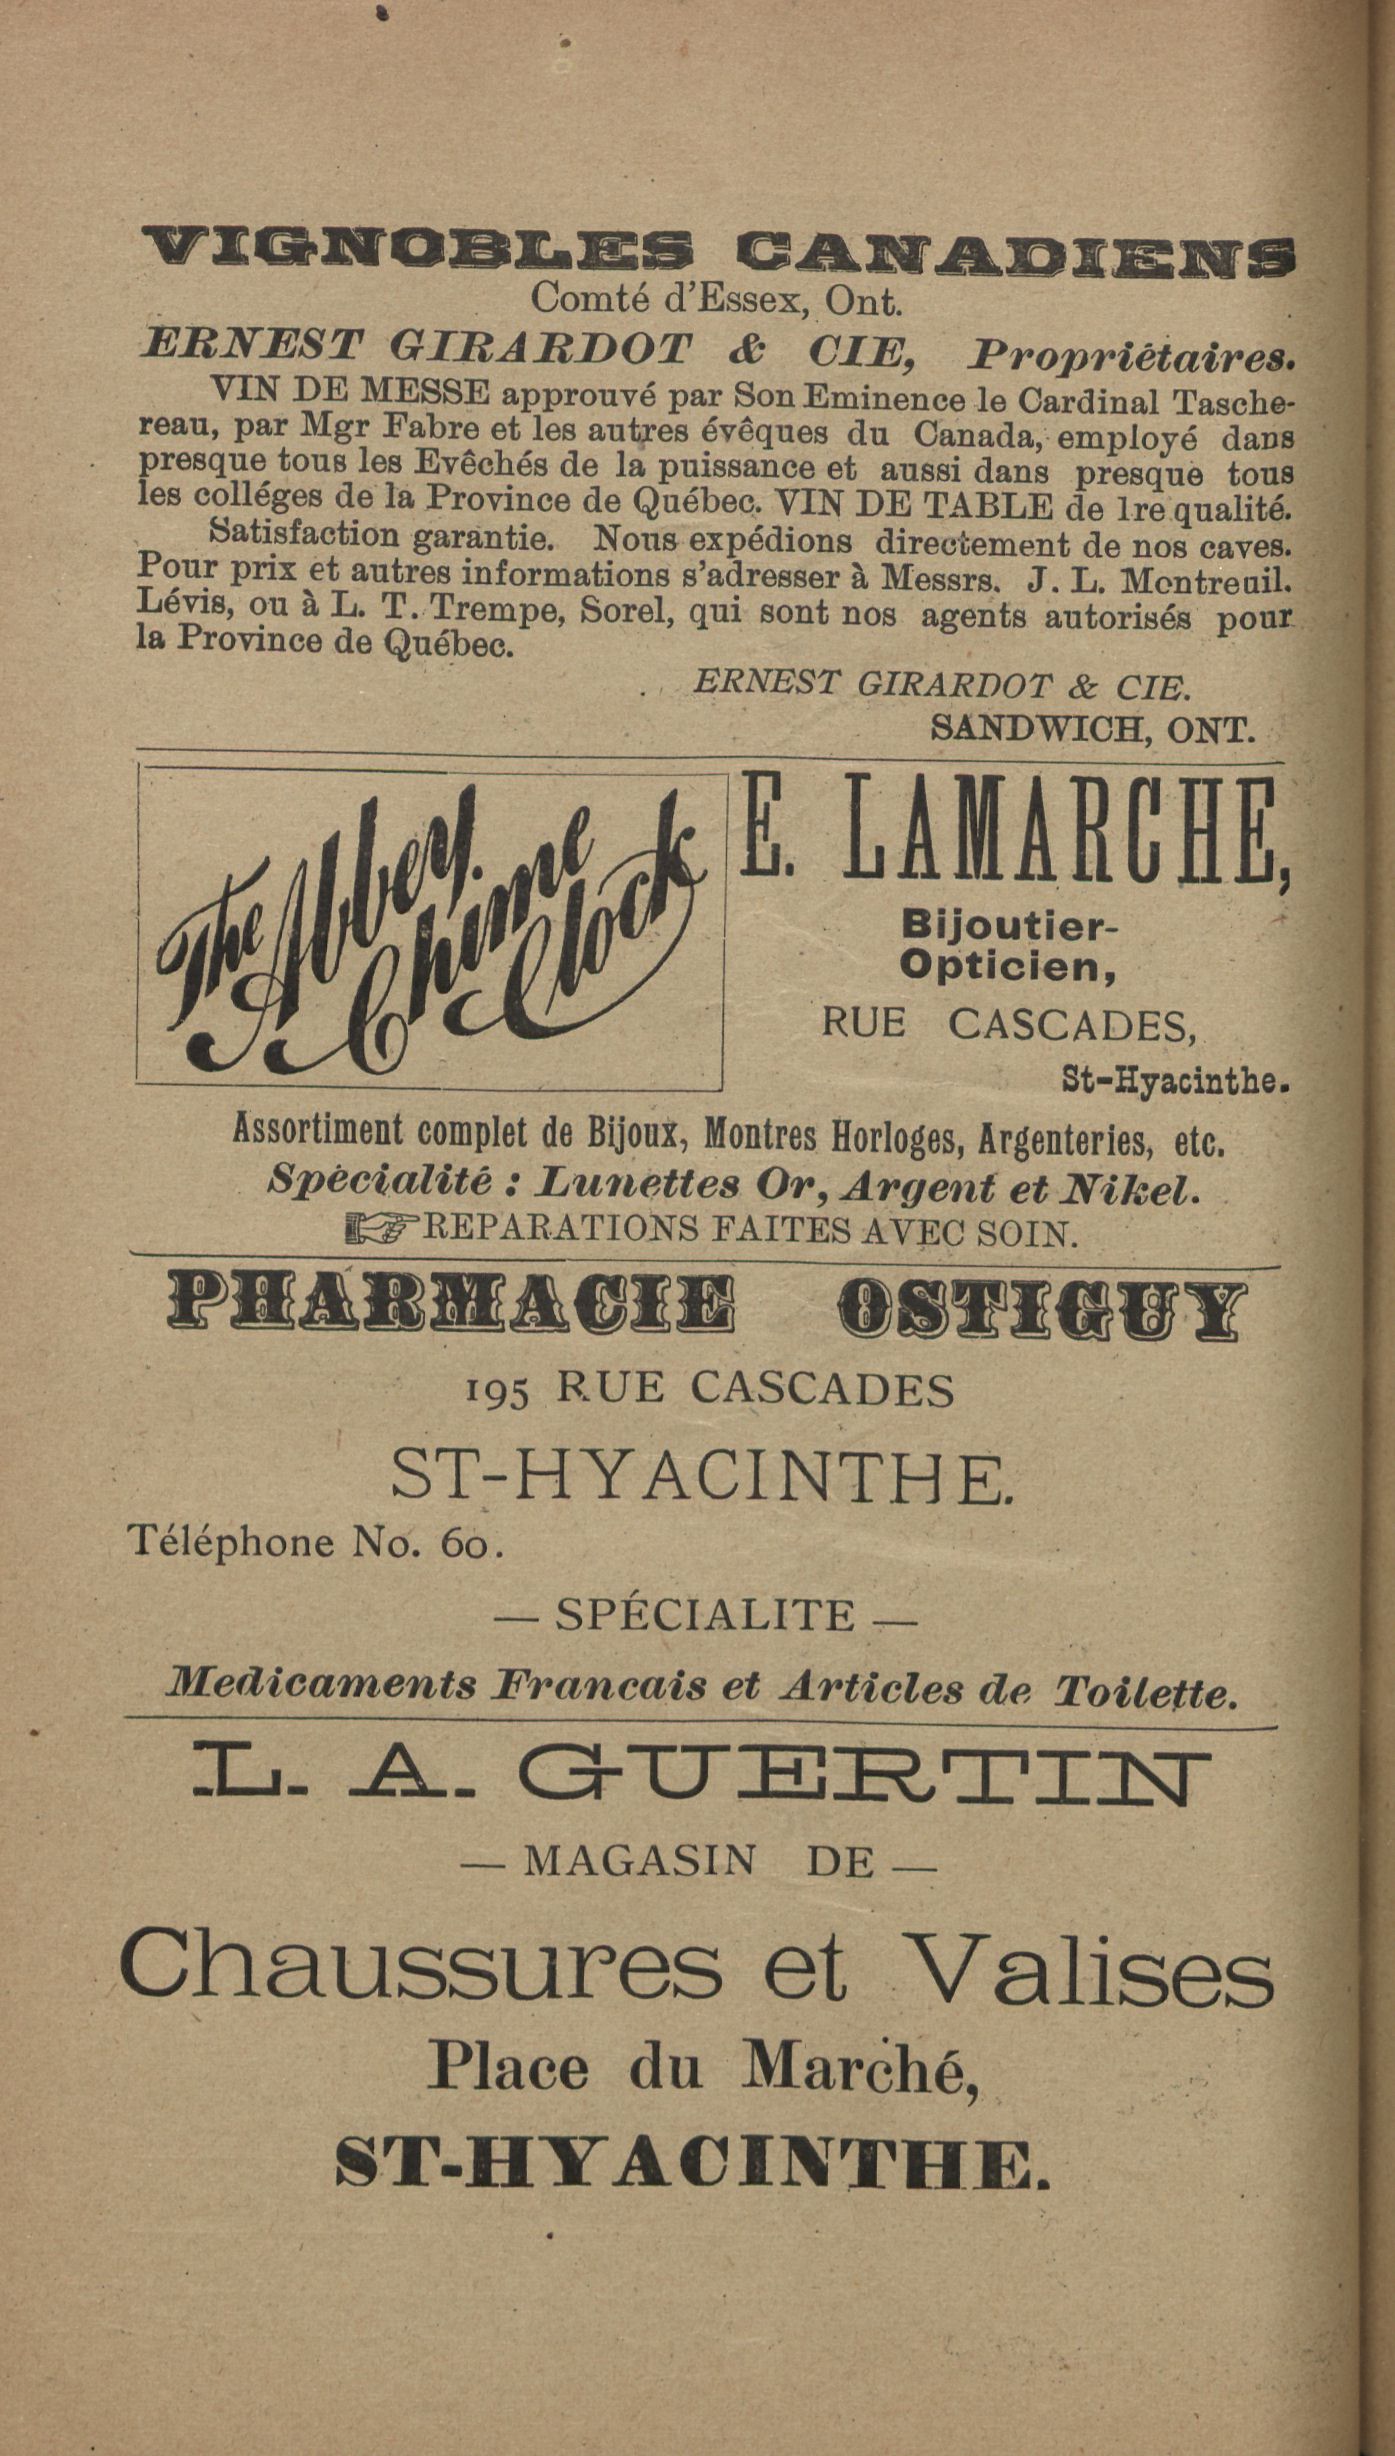 VIGNOBLES CANADIENS
Comté d'Essex, Ont.
ERNEST GIRARDOT & CIE, Propriétaires.
VIN DE MESSE approuvé par Son Eminence le Cardinal Tasche-
reau, par Mgr Fabre et les autres évêques du Canada, employé dans
presque tous les Evêchés de la puissance et aussi dans presque tous
les colléges de la Province de Québec. VIN DE TABLE de 1re qualité.
Satisfaction garantie. Nous expédions directement de nos caves.
Pour prix et autres informations s'adresser à Messrs. J. L. Montreuil.
Lévis, ou à L. T. Trempe, Sorel, qui sont nos agents autorisés pour
la Province de Québec.
ERNEST GIRARDOT & CIE.
SANDWICH, ONT.
The Abbey.
Chime
Clock
E. LAMARCHE,
Bijoutier-
Opticien,
RUE CASCADES,
St-Hyacinthe.
Assortiment complet de Bijoux, Montres Horloges, Argenteries, etc.
Spécialité : Lunettes Or, Argent et Nikel.
☞REPARATIONS FAITES AVEC SOIN.
PHARMACIE OSTIGUY
195 RUE CASCADES
ST-HYACINTHE.
Téléphone No. 60.
— SPÉCIALITE —
Medicaments Francais et Articles de Toilette.
L. A. GUERTIN
— MAGASIN DE —
Chaussures et Valises
Place du Marché,
ST-HYACINTHE.